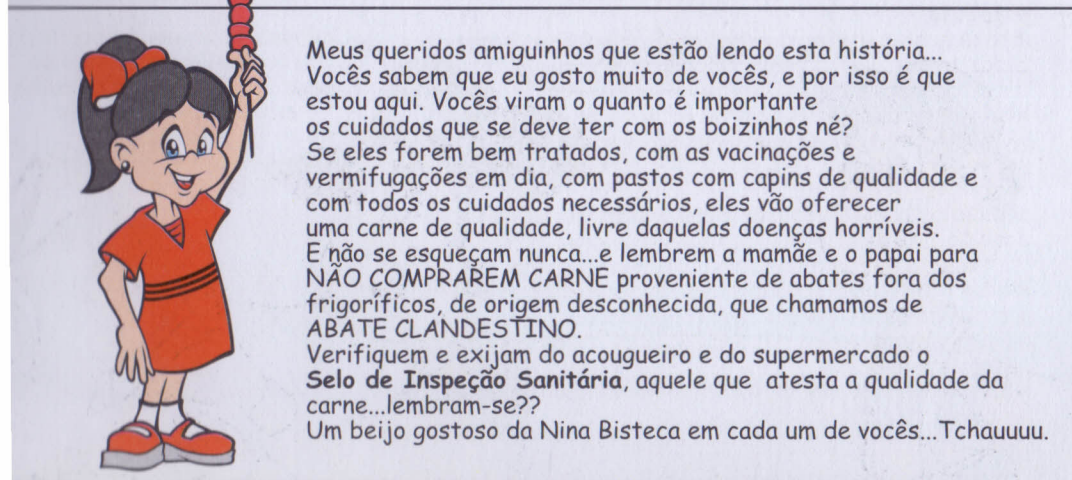 Meus queridos amiguinhos que estão lendo esta história...
Vocês sabem que eu gosto muito de vocês, e por isso é que
estou aqui. Vocês viram o quanto é importante
os cuidados que se deve ter com os boizinhos né?
Se eles forem bem tratados, com as vacinações e
vermifugações em dia, com pastos com capins de qualidade e
com todos os cuidados necessários, eles vão oferecer
uma carne de qualidade, livre daquelas doenças horríveis.
E não se esqueçam nunca...e lembrem a mamãe e o papai para
NÃO COMPRAREM CARNE proveniente de abates fora dos
frigoríficos, de origem desconhecida, que chamamos de
ABATE CLANDESTINO.
Verifiquem e exijam do acougueiro e do supermercado o
Selo de Inspeção Sanitária, aquele que atesta a qualidade da
carne...lembram-se??
Um beijo gostoso da Nina Bisteca em cada um de vocês...Tchauuuu.